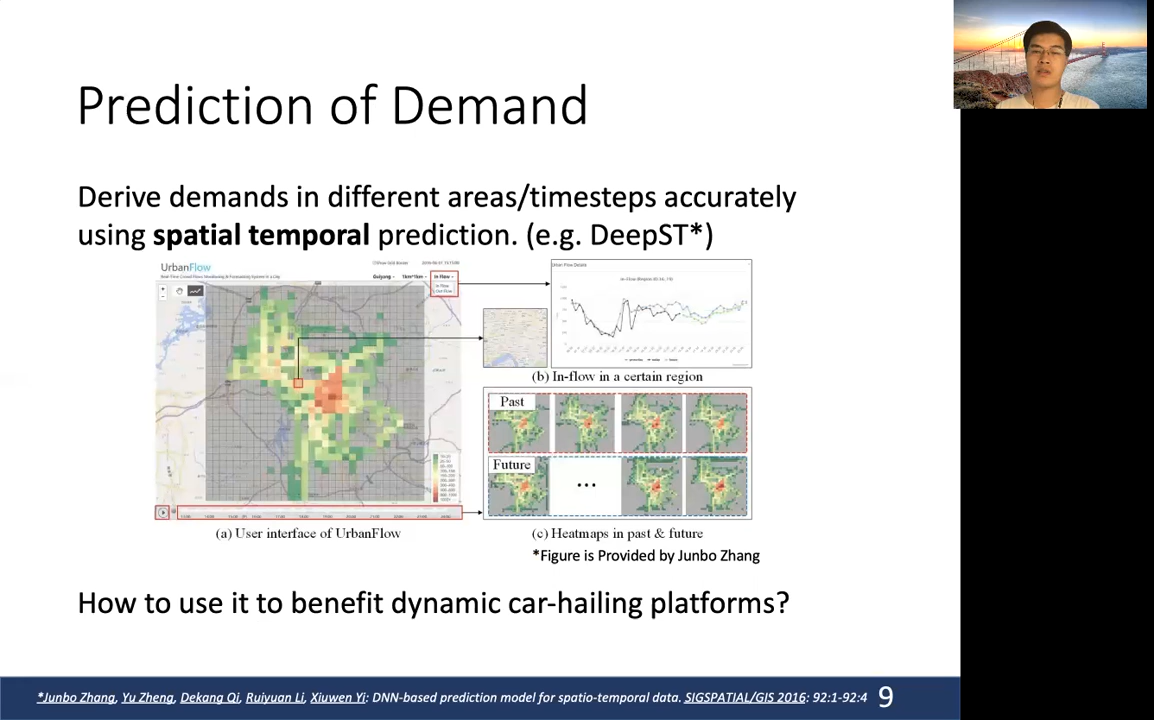 Prediction of Demand
Derive demands in different areas/timesteps accurately
using spatial temporal prediction. (e.g. DeepST*)
UrbanFlow
(b) In-flow in a certain region
Past
Future
...
(a) User interface of UrbanFlow
(c) Heatmaps in past & future
*Figure is Provided by Junbo Zhang
How to use it to benefit dynamic car-hailing platforms?
*Junbo Zhang, Yu Zheng, Dekang Qi, Ruiyuan Li, Xiuwen Yi: DNN-based prediction model for spatio-temporal data. SIGSPATIAL/GIS 2016: 92:1-92:4
9